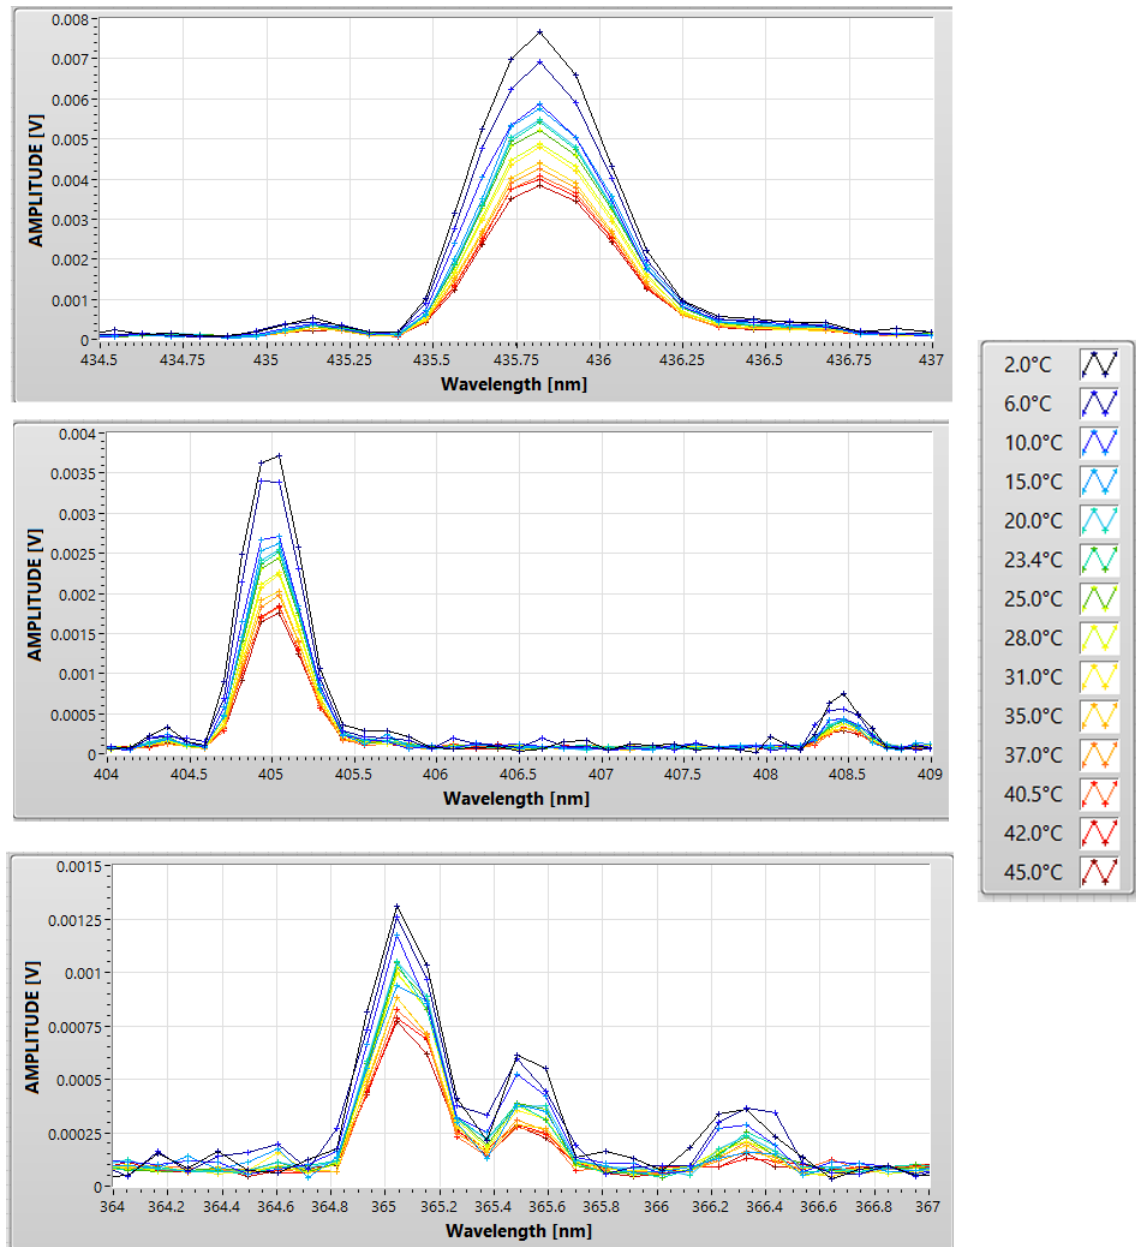 0.008
0.007
0.006
0.005
0.004
0.003
0.002
0.001
0
AMPLITUDE [V]
434.5 434.75 435 435.25 435.5 435.75 436 436.25 436.5 436.75 437
Wavelength [nm]
0.004
0.0035
0.003
0.0025
0.002
0.0015
0.001
0.0005
0
AMPLITUDE [V]
404 404.5 405 405.5 406 406.5 407 407.5 408 408.5 409
Wavelength [nm]
0.0015
0.00125
0.001
0.00075
0.0005
0.00025
0
AMPLITUDE [V]
364 364.2 364.4 364.6 364.8 365 365.2 365.4 365.6 365.8 366 366.2 366.4 366.6 366.8 367
Wavelength [nm]
2.0°C
6.0°C
10.0°C
15.0°C
20.0°C
23.4°C
25.0°C
28.0°C
31.0°C
35.0°C
37.0°C
40.5°C
42.0°C
45.0°C